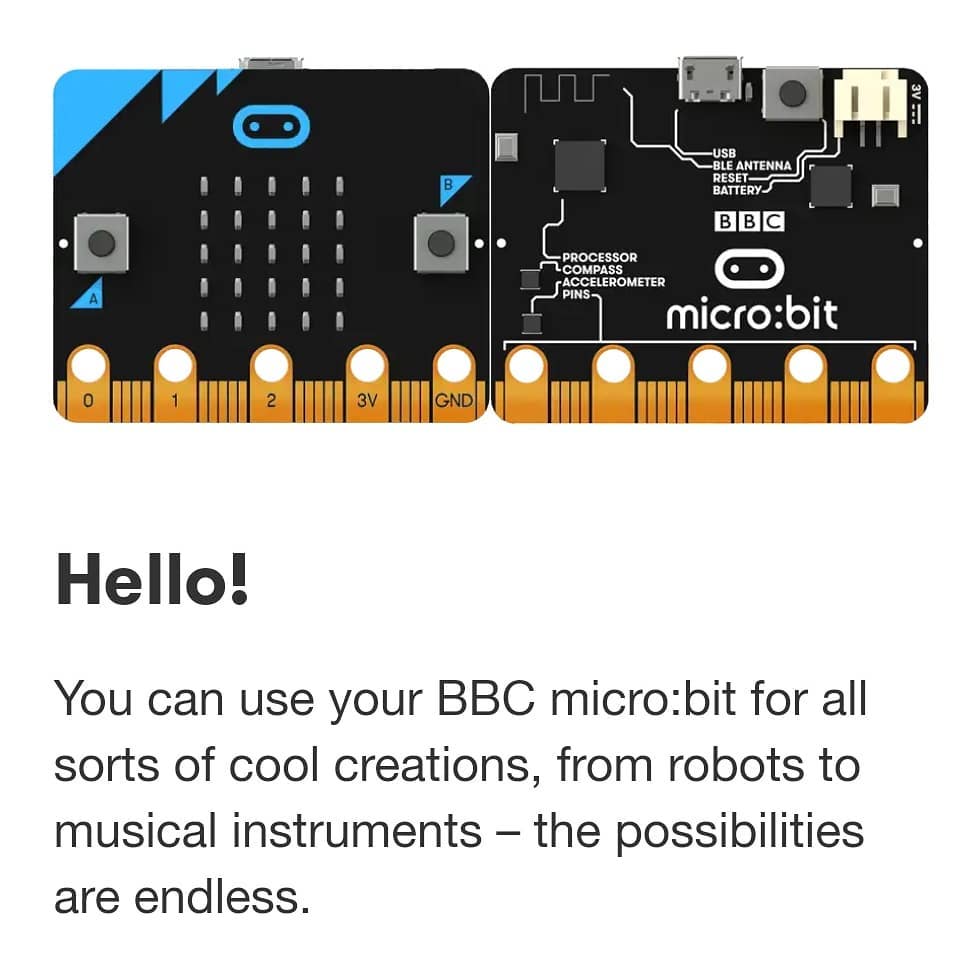 B
A
0
1
2
3V
GND
3V
USB
BLE ANTENNA
RESET
BATTERY
BBC
PROCESSOR
COMPASS
ACCELEROMETER
PINS
micro:bit
Hello!
You can use your BBC micro:bit for all
sorts of cool creations, from robots to
musical instruments – the possibilities
are endless.